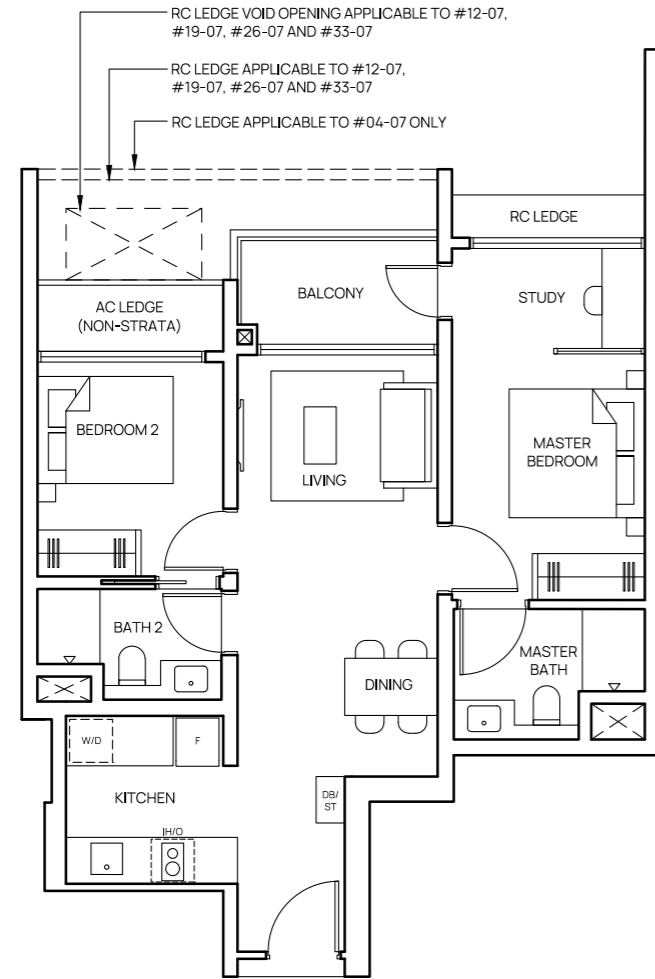 RC LEDGE VOID OPENING APPLICABLE TO #12-07,
#19-07, #26-07 AND #33-07
RC LEDGE APPLICABLE TO #12-07,
#19-07, #26-07 AND #33-07
RC LEDGE APPLICABLE TO #04-07 ONLY
RC LEDGE
BALCONY
STUDY
AC LEDGE
(NON-STRATA)
BEDROOM 2
LIVING
MASTER
BEDROOM
BATH 2
DINING
MASTER
BATH
W/D
F
KITCHEN
DB/
ST
IH/O